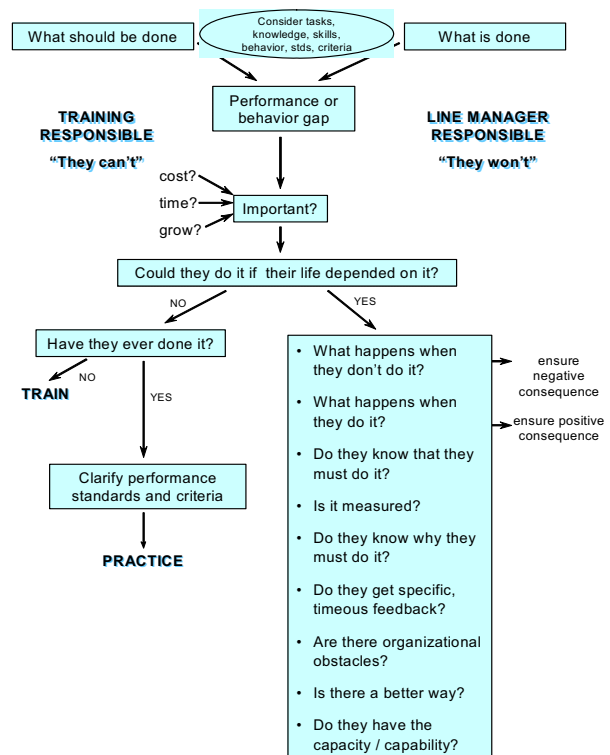 Consider tasks,
knowledge, skills,
behavior, stds, criteria
What should be done
What is done
Performance or
behavior gap
TRAINING
RESPONSIBLE
“They can’t”
LINE MANAGER
RESPONSIBLE
“They won’t”
cost?
time?
grow?
Important?
Could they do it if their life depended on it?
NO
YES
Have they ever done it?
NO
TRAIN
YES
Clarify performance
standards and criteria
PRACTICE
• What happens when
they don’t do it?
ensure
negative
consequence
• What happens when
they do it?
ensure positive
consequence
• Do they know that they
must do it?
• Is it measured?
• Do they know why they
must do it?
• Do they get specific,
timeous feedback?
• Are there organizational
obstacles?
• Is there a better way?
• Do they have the
capacity / capability?